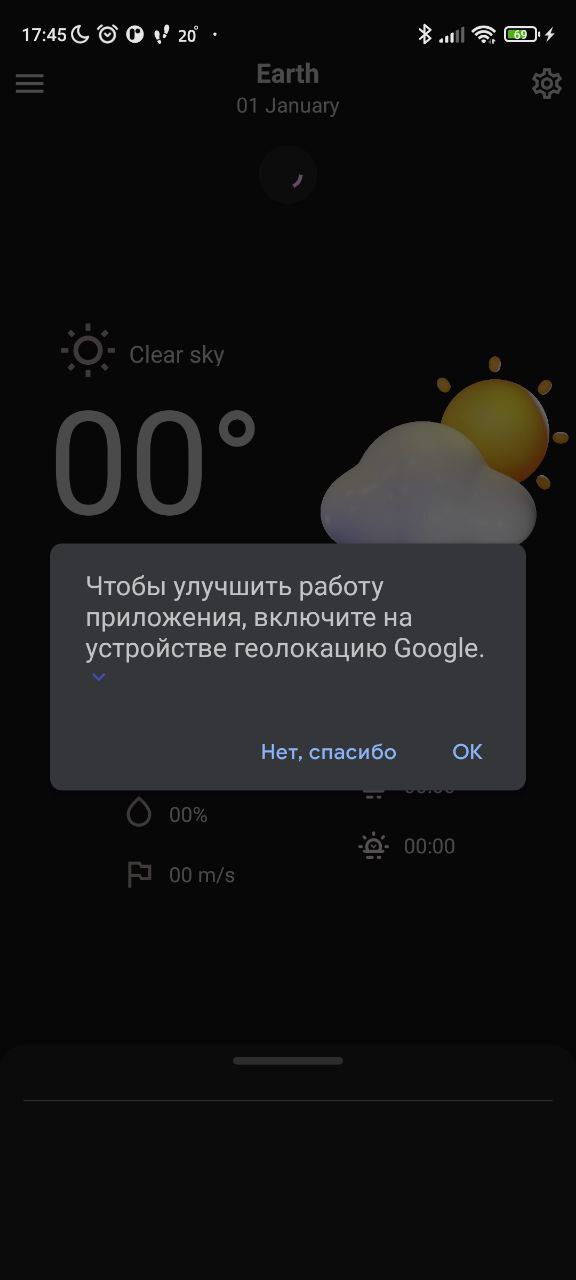 17:45 20° 69
Earth
01 January
Clear sky
00°
Чтобы улучшить работу
приложения, включите на
устройстве геолокацию Google.
Нет, спасибо OK
00%
00:00
00 m/s